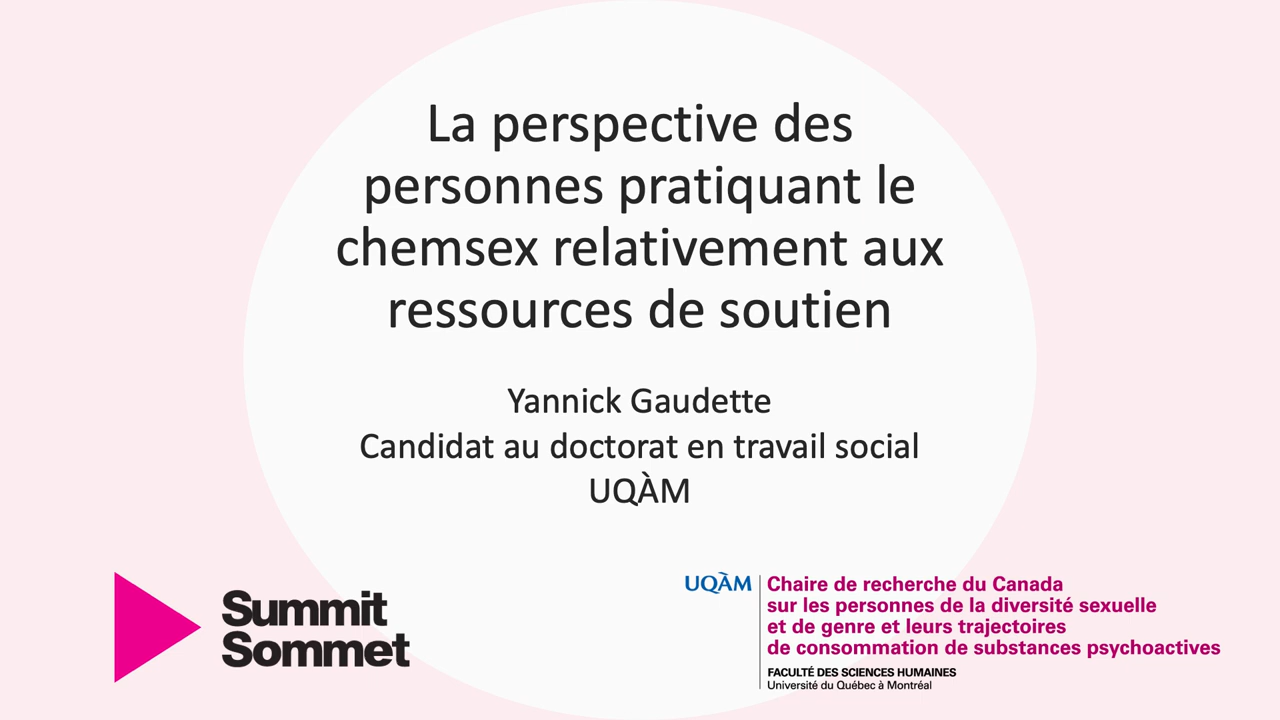 La perspective des
personnes pratiquant le
chemsex relativement aux
ressources de soutien
Yannick Gaudette
Candidat au doctorat en travail social
UQÀM
Summit
Sommet
UQÀM
Chaire de recherche du Canada
sur les personnes de la diversité sexuelle
et de genre et leurs trajectoires
de consommation de substances psychoactives
FACULTÉ DES SCIENCES HUMAINES
Université du Québec à Montréal